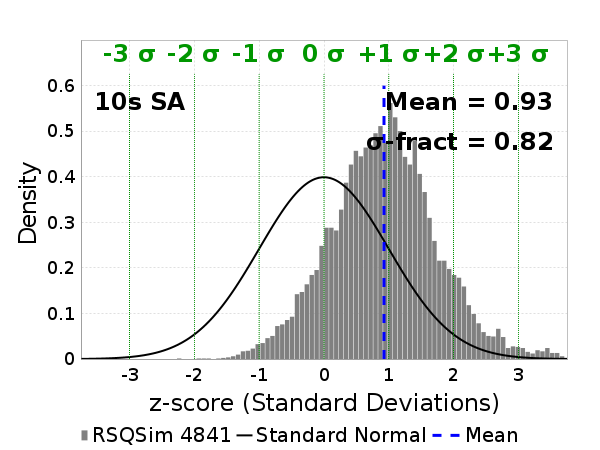 -3 σ -2 σ -1 σ 0 σ +1 σ +2 σ +3 σ
0.6
10s SA
Mean = 0.93
0.5
σ-fract = 0.82
0.4
0.3
0.2
0.1
0
Density
-3 -2 -1 0 1 2 3
z-score (Standard Deviations)
RSQSim 4841 Standard Normal Mean